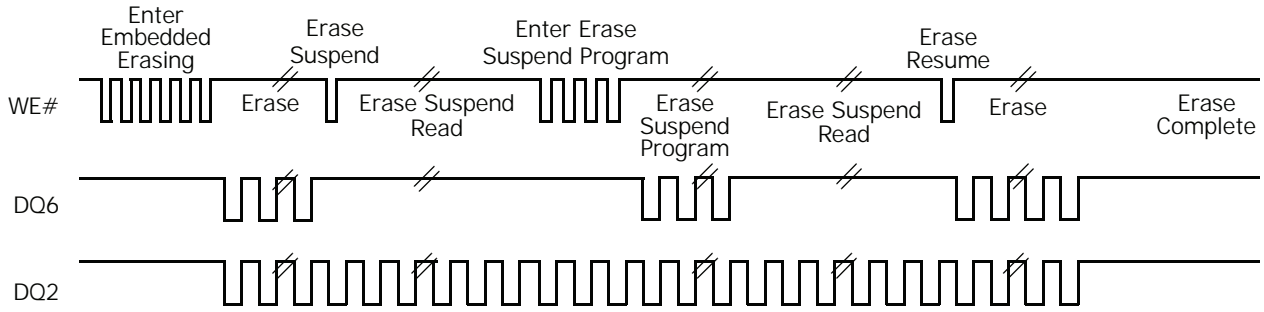 Enter
Embedded
Erasing
Erase
Suspend
Enter Erase
Suspend Program
Erase
Resume
WE#
Erase
Erase Suspend
Read
Erase
Suspend
Program
Erase Suspend
Read
Erase
Erase
Complete
DQ6
DQ2